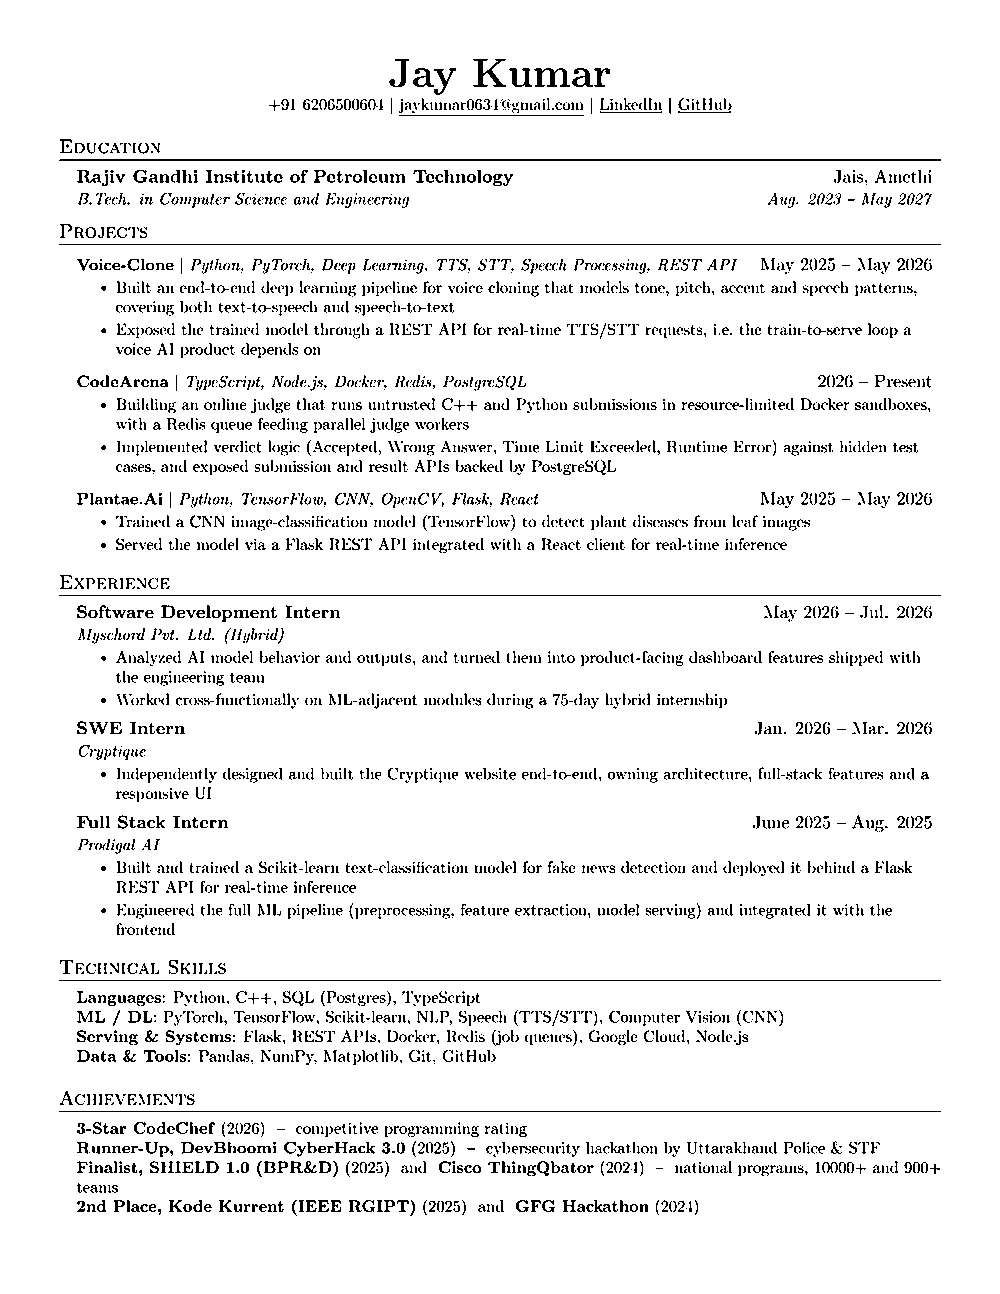 Jay Kumar
+91 6206500604 | jaykumar0634@gmail.com | LinkedIn | GitHub
Education
Rajiv Gandhi Institute of Petroleum Technology Jais, Amethi
B.Tech. in Computer Science and Engineering Aug. 2023 – May 2027
Projects
Voice-Clone | Python, PyTorch, Deep Learning, TTS, STT, Speech Processing, REST API May 2025 – May 2026
• Built an end-to-end deep learning pipeline for voice cloning that models tone, pitch, accent and speech patterns,
covering both text-to-speech and speech-to-text
• Exposed the trained model through a REST API for real-time TTS/STT requests, i.e. the train-to-serve loop a
voice AI product depends on
CodeArena | TypeScript, Node.js, Docker, Redis, PostgreSQL 2026 – Present
• Building an online judge that runs untrusted C++ and Python submissions in resource-limited Docker sandboxes,
with a Redis queue feeding parallel judge workers
• Implemented verdict logic (Accepted, Wrong Answer, Time Limit Exceeded, Runtime Error) against hidden test
cases, and exposed submission and result APIs backed by PostgreSQL
Plantae.Ai | Python, TensorFlow, CNN, OpenCV, Flask, React May 2025 – May 2026
• Trained a CNN image-classification model (TensorFlow) to detect plant diseases from leaf images
• Served the model via a Flask REST API integrated with a React client for real-time inference
Experience
Software Development Intern May 2026 – Jul. 2026
Myschord Pvt. Ltd. (Hybrid)
• Analyzed AI model behavior and outputs, and turned them into product-facing dashboard features shipped with
the engineering team
• Worked cross-functionally on ML-adjacent modules during a 75-day hybrid internship
SWE Intern Jan. 2026 – Mar. 2026
Cryptique
• Independently designed and built the Cryptique website end-to-end, owning architecture, full-stack features and a
responsive UI
Full Stack Intern June 2025 – Aug. 2025
Prodigal AI
• Built and trained a Scikit-learn text-classification model for fake news detection and deployed it behind a Flask
REST API for real-time inference
• Engineered the full ML pipeline (preprocessing, feature extraction, model serving) and integrated it with the
frontend
Technical Skills
Languages: Python, C++, SQL (Postgres), TypeScript
ML / DL: PyTorch, TensorFlow, Scikit-learn, NLP, Speech (TTS/STT), Computer Vision (CNN)
Serving & Systems: Flask, REST APIs, Docker, Redis (job queues), Google Cloud, Node.js
Data & Tools: Pandas, NumPy, Matplotlib, Git, GitHub
Achievements
3-Star CodeChef (2026) – competitive programming rating
Runner-Up, DevBhoomi CyberHack 3.0 (2025) – cybersecurity hackathon by Uttarakhand Police & STF
Finalist, SHIELD 1.0 (BPR&D) (2025) and Cisco ThingQbator (2024) – national programs, 10000+ and 900+
teams
2nd Place, Kode Kurrent (IEEE RGIPT) (2025) and GFG Hackathon (2024)